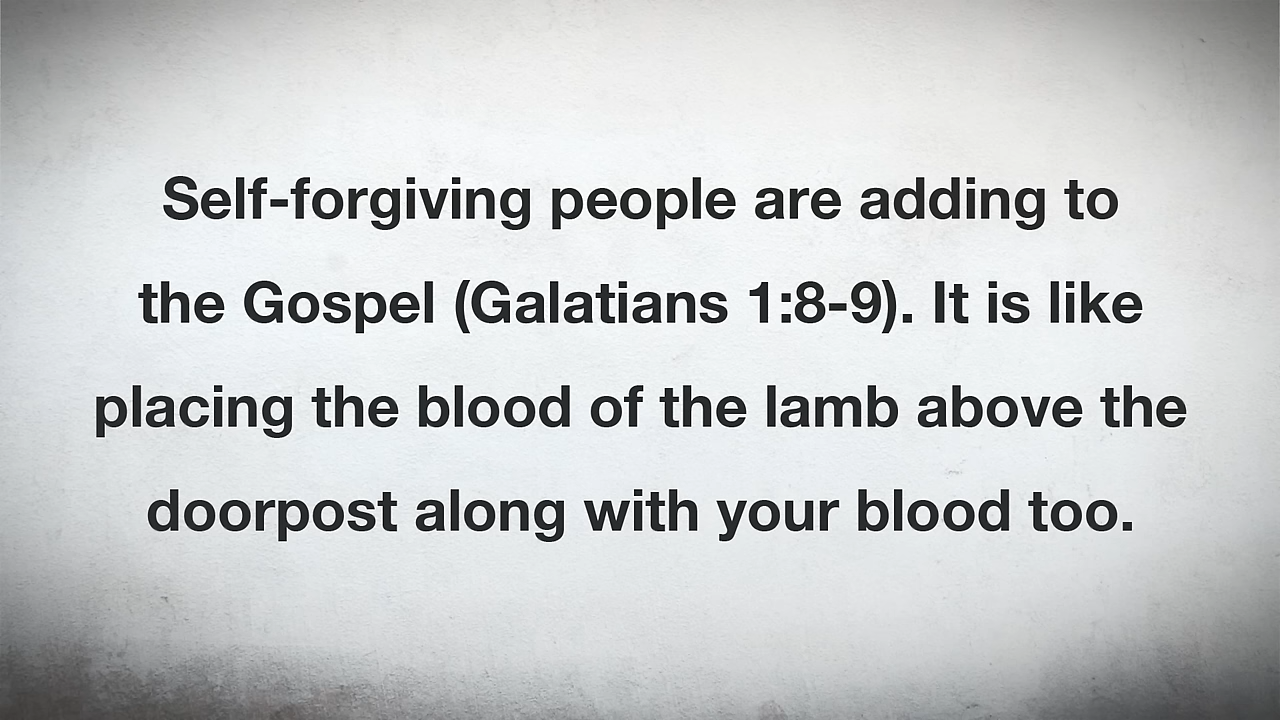 Self-forgiving people are adding to
the Gospel (Galatians 1:8-9). It is like
placing the blood of the lamb above the
doorpost along with your blood too.